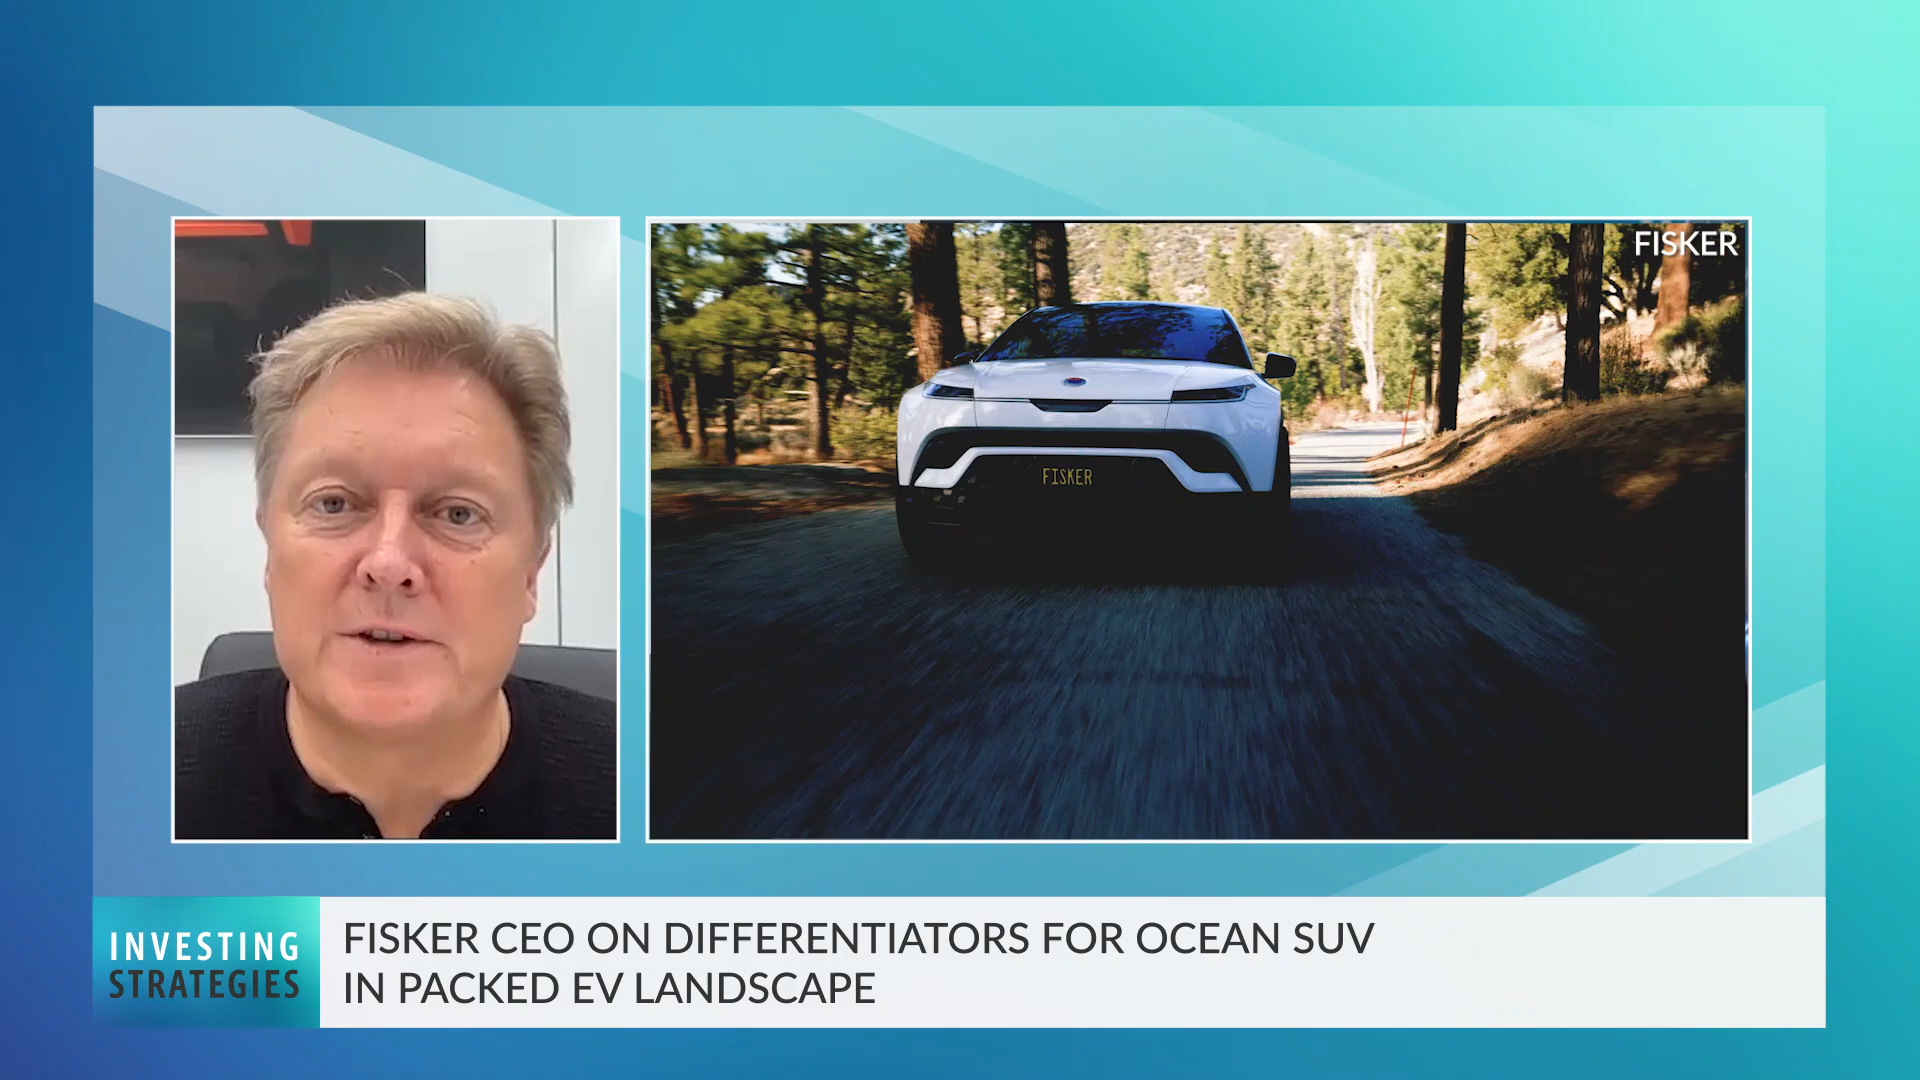 FISKER
FISKER
INVESTING
STRATEGIES
FISKER CEO ON DIFFERENTIATORS FOR OCEAN SUV
IN PACKED EV LANDSCAPE